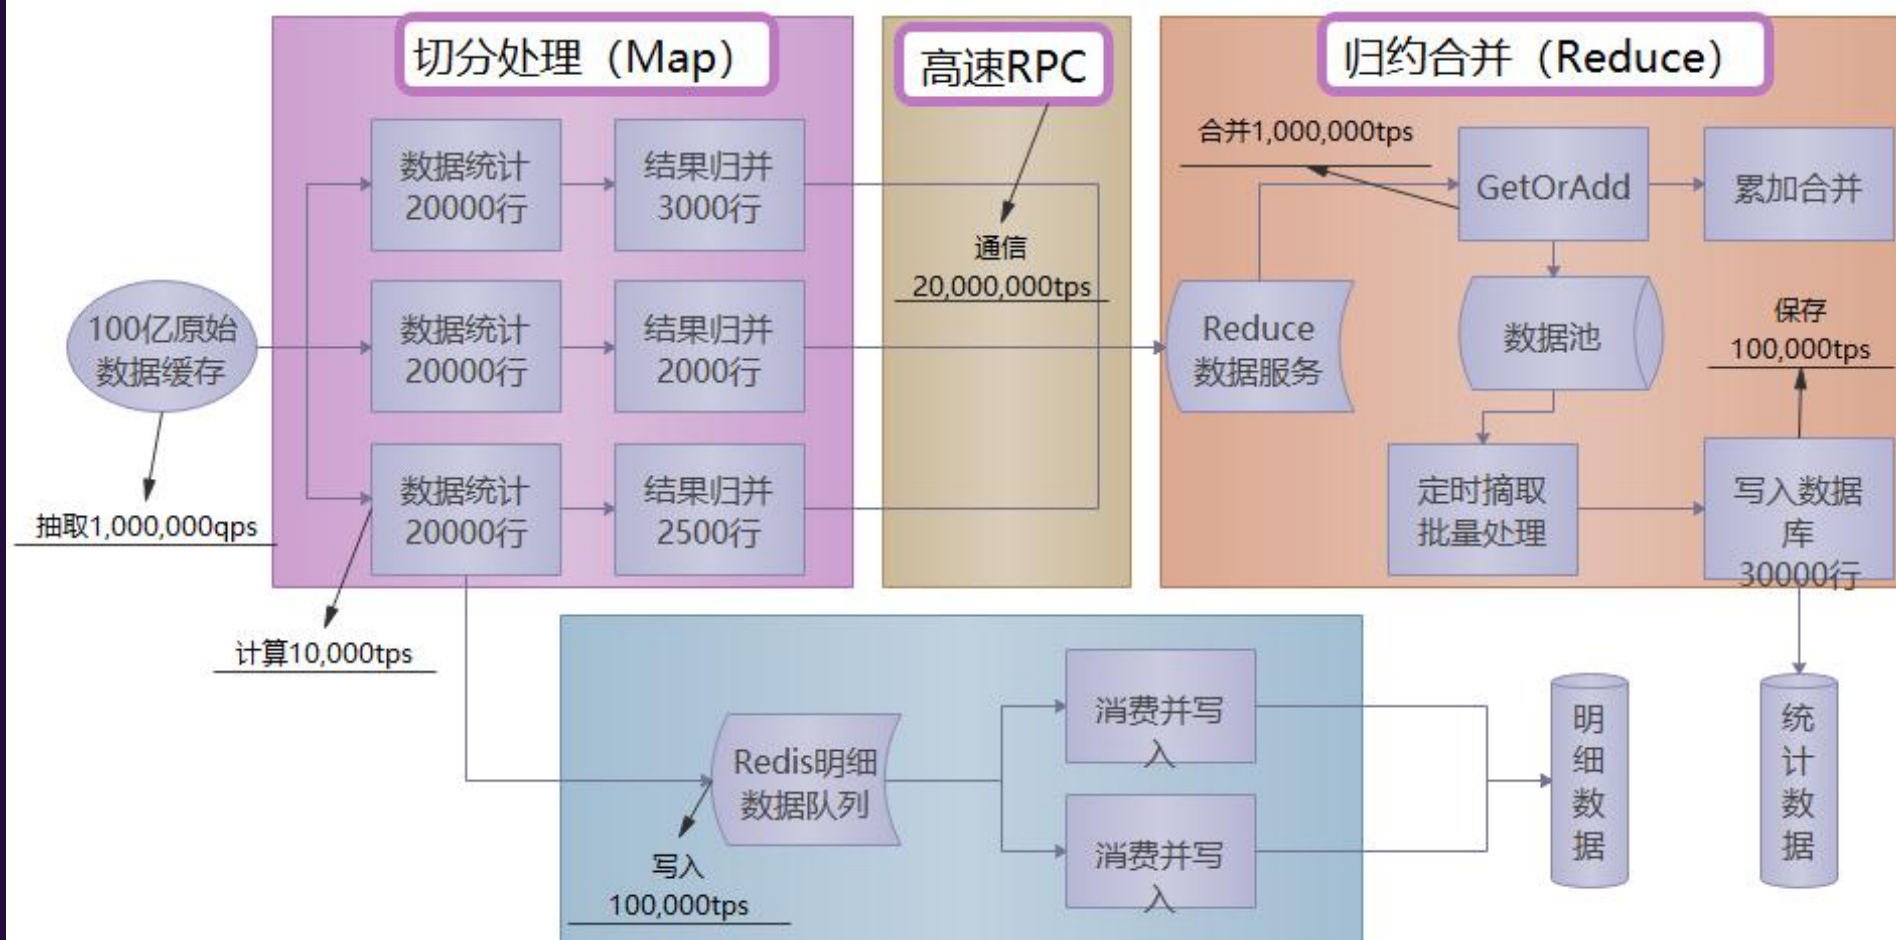 切分处理（Map）
高速RPC
归约合并（Reduce）
数据统计
20000行
结果归并
3000行
合并1,000,000tps
GetOrAdd
累加合并
通信
20,000,000tps
100亿原始
数据缓存
数据统计
20000行
结果归并
2000行
Reduce
数据服务
数据池
保存
100,000tps
抽取1,000,000qps
数据统计
20000行
结果归并
2500行
定时摘取
批量处理
写入数据
库
30000行
计算10,000tps
Redis明细
数据队列
写入
100,000tps
消费并写
入
消费并写
入
明
细
数
据
统
计
数
据